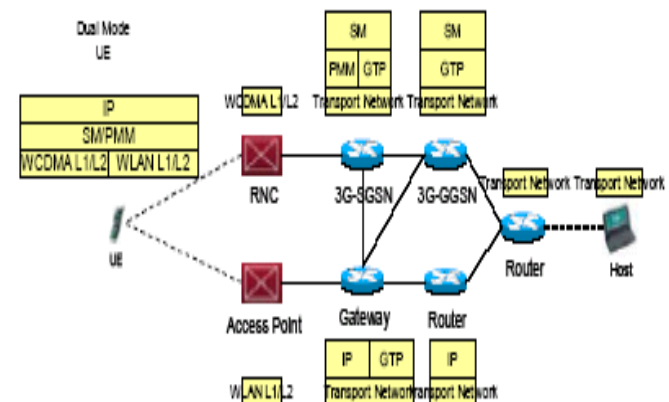 Dual Mode
UE
IP
SM/PMM
WCDMA L1/L2 WLAN L1/L2
WCDMA L1/L2
SM
PMM GTP
Transport Network
SM
GTP
Transport Network
RNC
3G-SGSN
3G-GGSN
Transport Network
Transport Network
UE
Router
Host
Access Point
Gateway
Router
WLAN L1/L2
IP GTP
Transport Network
IP
Transport Network